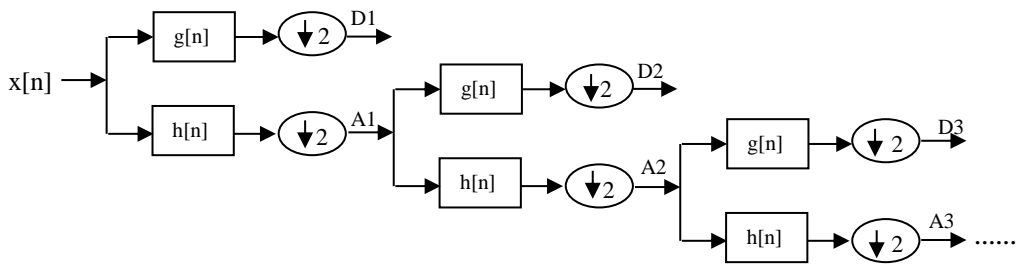 D1
g[n]
↓2
x[n]
D2
g[n]
↓2
h[n]
↓2
A1
D3
g[n]
↓2
h[n]
↓2
A2
h[n]
↓2
A3
......